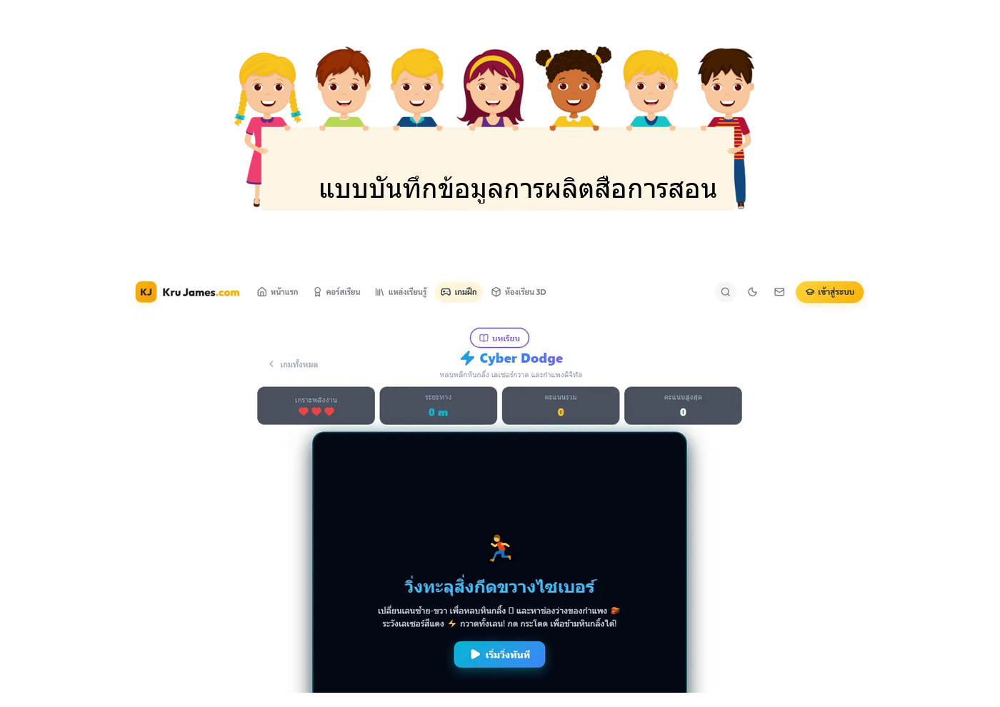 แบบบันทึกข้อมูลการผลิตสื่อการสอน
KJ Kru James.com หน้าแรก คอร์สเรียน แหล่งเรียนรู้ เกมฝึก ห้องเรียน 3D เข้าสู่ระบบ
บทเรียน
เกมทั้งหมด
Cyber Dodge
หลบหลีกหินกลิ้ง เลเซอร์กวาด และกำแพงดิจิทัล
เกราะพลังงาน ระยะทาง คะแนนรวม คะแนนสูงสุด
0 m 0 0
วิ่งทะลุสิ่งกีดขวางไซเบอร์
เปลี่ยนเลนซ้าย-ขวา เพื่อหลบหินกลิ้ง และหาช่องว่างของกำแพง
ระวังเลเซอร์สีแดง ⚡ กวาดทั้งเลน! กด กระโดด เพื่อข้ามหินกลิ้งได้!
เริ่มวิ่งทันที